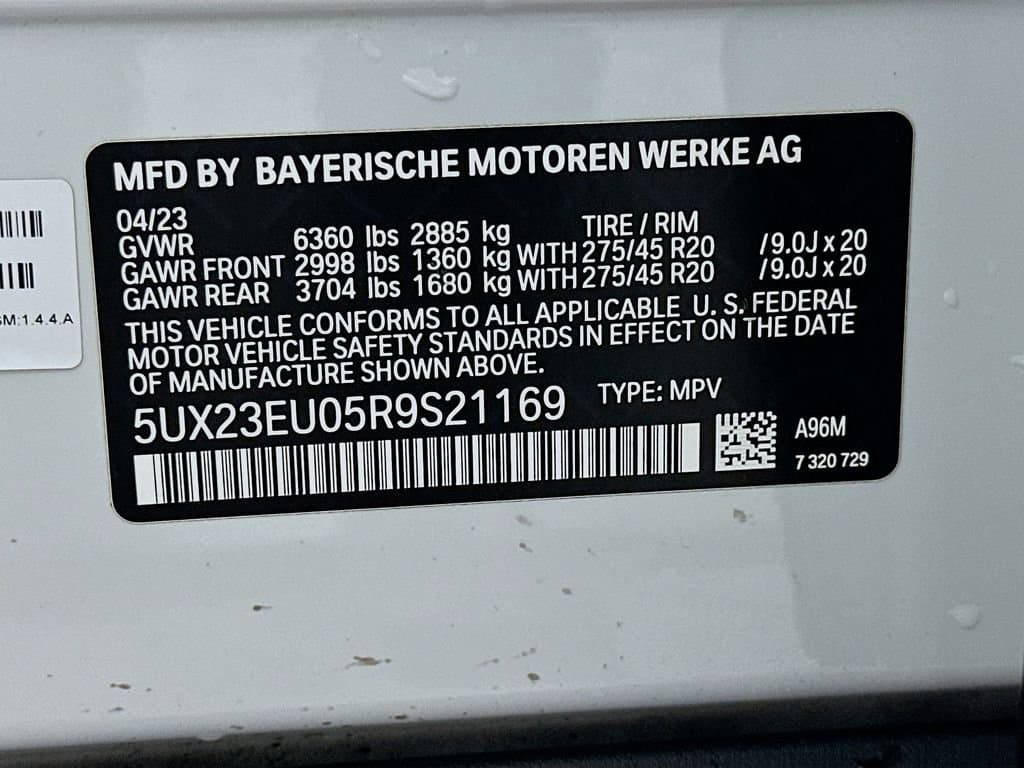 MFD BY BAYERISCHE MOTOREN WERKE AG
04/23 TIRE / RIM
GVWR 6360 lbs 2885 kg
GAWR FRONT 2998 lbs 1360 kg WITH 275/45 R20 /9.0J x 20
GAWR REAR 3704 lbs 1680 kg WITH 275/45 R20 /9.0J x 20
THIS VEHICLE CONFORMS TO ALL APPLICABLE U. S. FEDERAL
MOTOR VEHICLE SAFETY STANDARDS IN EFFECT ON THE DATE
OF MANUFACTURE SHOWN ABOVE.
5UX23EU05R9S21169 TYPE: MPV
A96M
7 320 729
M:1.4.4.A